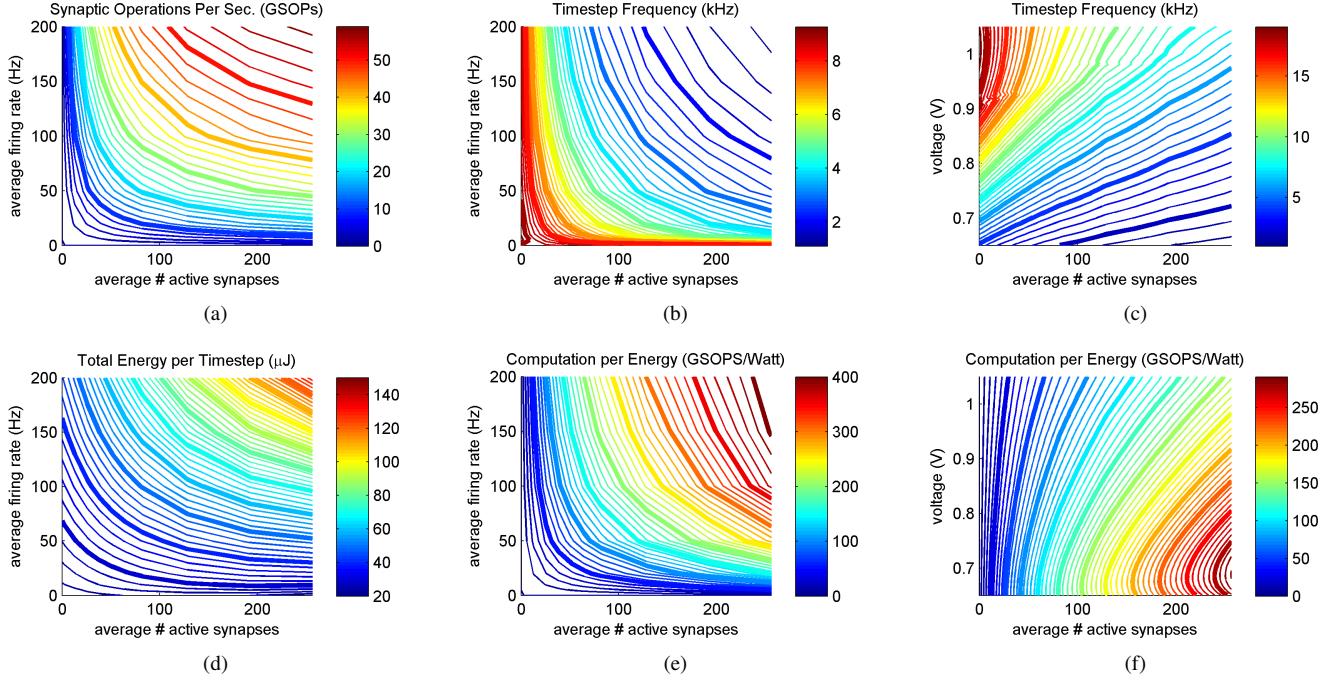 Synaptic Operations Per Sec. (GSOPs)
200
150
100
50
0
average firing rate (Hz)
0 100 200
average # active synapses
50
40
30
20
10
0
(a)
Timestep Frequency (kHz)
200
150
100
50
0
average firing rate (Hz)
0 100 200
average # active synapses
8
6
4
2
(b)
Timestep Frequency (kHz)
1
0.9
0.8
0.7
voltage (V)
0 100 200
average # active synapses
15
10
5
(c)
Total Energy per Timestep (μJ)
200
150
100
50
0
average firing rate (Hz)
0 100 200
average # active synapses
140
120
100
80
60
40
20
(d)
Computation per Energy (GSOPS/Watt)
200
150
100
50
0
average firing rate (Hz)
0 100 200
average # active synapses
400
300
200
100
0
(e)
Computation per Energy (GSOPS/Watt)
1
0.9
0.8
0.7
voltage (V)
0 100 200
average # active synapses
250
200
150
100
50
0
(f)